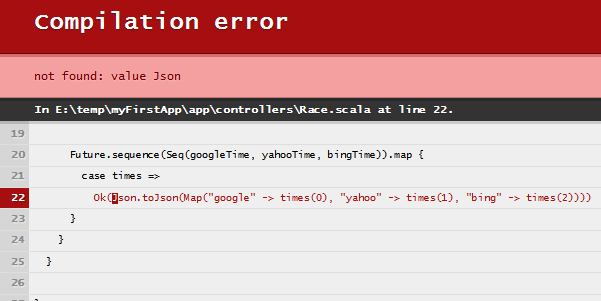 Compilation error
not found: value Json
In E:\temp\myFirstApp\app\controllers\Race.scala at line 22.
19
20 Future.sequence(Seq(googleTime, yahooTime, bingTime)).map {
21 case times =>
22 Ok(Json.toJson(Map("google" -> times(0), "yahoo" -> times(1), "bing" -> times(2))))
23 }
24 }
25 }
26